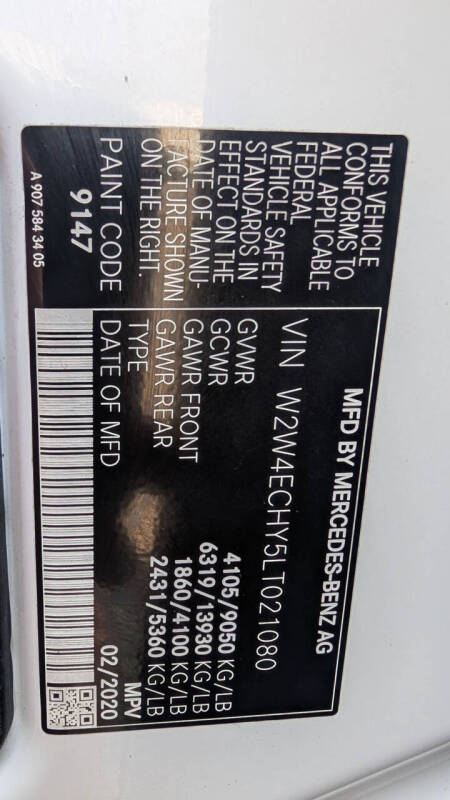 MFD BY MERCEDES-BENZ AG
VIN W2W4ECHY5LT021080
THIS VEHICLE
CONFORMS TO
ALL APPLICABLE
FEDERAL
VEHICLE SAFETY
STANDARDS IN
EFFECT ON THE
DATE OF MANU-
FACTURE SHOWN
ON THE RIGHT
PAINT CODE
9147
GVWR 4105/9050 KG/LB
GCWR 6319/13930 KG/LB
GAWR FRONT 1860/4100 KG/LB
GAWR REAR 2431/5360 KG/LB
TYPE MPV
DATE OF MFD 02/2020
A 907 584 34 05